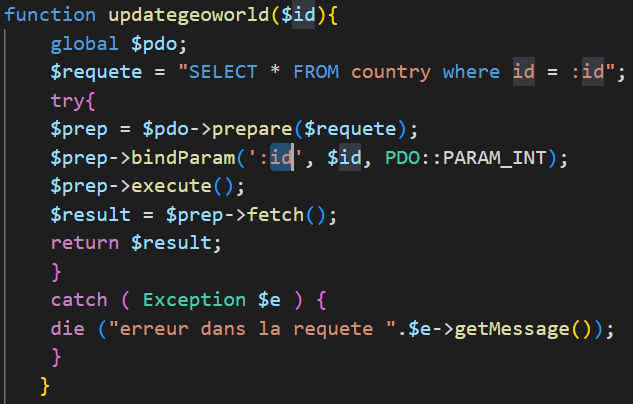 function updategeoworld($id){
global $pdo;
$requete = "SELECT * FROM country where id = :id";
try{
$prep = $pdo->prepare($requete);
$prep->bindParam(':id', $id, PDO::PARAM_INT);
$prep->execute();
$result = $prep->fetch();
return $result;
}
catch ( Exception $e ) {
die ("erreur dans la requete ".$e->getMessage());
}
}